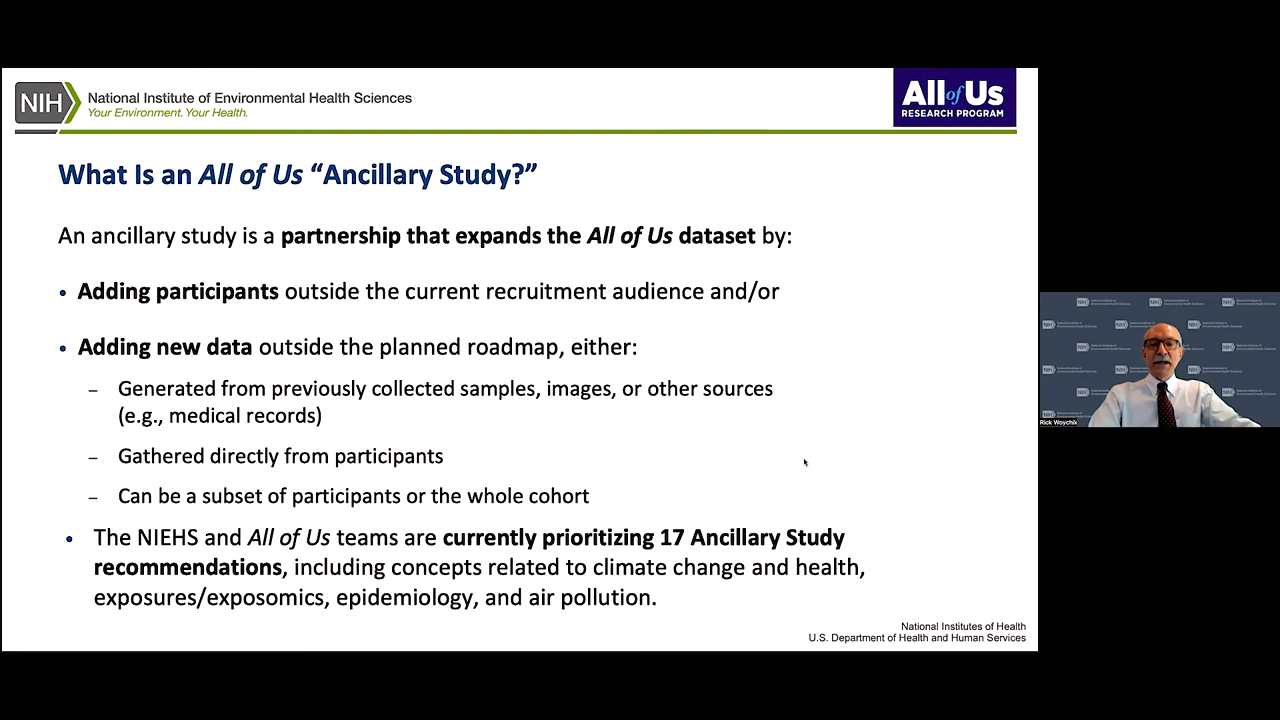 NIH
National Institute of Environmental Health Sciences
Your Environment. Your Health.
All of Us
RESEARCH PROGRAM
What Is an All of Us “Ancillary Study?”
An ancillary study is a partnership that expands the All of Us dataset by:
• Adding participants outside the current recruitment audience and/or
• Adding new data outside the planned roadmap, either:
– Generated from previously collected samples, images, or other sources
(e.g., medical records)
– Gathered directly from participants
– Can be a subset of participants or the whole cohort
• The NIEHS and All of Us teams are currently prioritizing 17 Ancillary Study
recommendations, including concepts related to climate change and health,
exposures/exposomics, epidemiology, and air pollution.
National Institutes of Health
U.S. Department of Health and Human Services
Rick Woychik